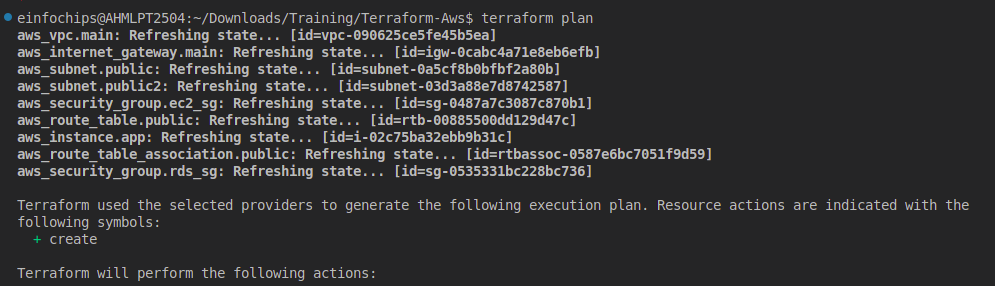 einfochips@AHMLPT2504:~/Downloads/Training/Terraform-Aws$ terraform plan
aws_vpc.main: Refreshing state... [id=vpc-090625ce5fe45b5ea]
aws_internet_gateway.main: Refreshing state... [id=igw-0cabc4a71e8eb6efb]
aws_subnet.public: Refreshing state... [id=subnet-0a5cf8b0bfbf2a80b]
aws_subnet.public2: Refreshing state... [id=subnet-03d3a88e7d8742587]
aws_security_group.ec2_sg: Refreshing state... [id=sg-0487a7c3087c870b1]
aws_route_table.public: Refreshing state... [id=rtb-00885500dd129d47c]
aws_instance.app: Refreshing state... [id=i-02c75ba32ebb9b31c]
aws_route_table_association.public: Refreshing state... [id=rtbassoc-0587e6bc7051f9d59]
aws_security_group.rds_sg: Refreshing state... [id=sg-0535331bc228bc736]
Terraform used the selected providers to generate the following execution plan. Resource actions are indicated with the
following symbols:
+ create
Terraform will perform the following actions: